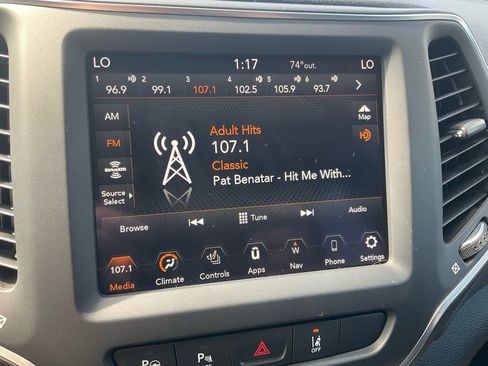 LO 1:17 74°out. LO
1 2 3 4 5 6
96.9 99.1 107.1 102.5 105.9 93.7
AM
Map
FM
Adult Hits
107.1
Classic
Pat Benatar - Hit Me With...
SiriusXM
Source
Select
Browse Tune Audio
107.1 W
Media Climate Controls Apps Nav Phone Settings
OFF